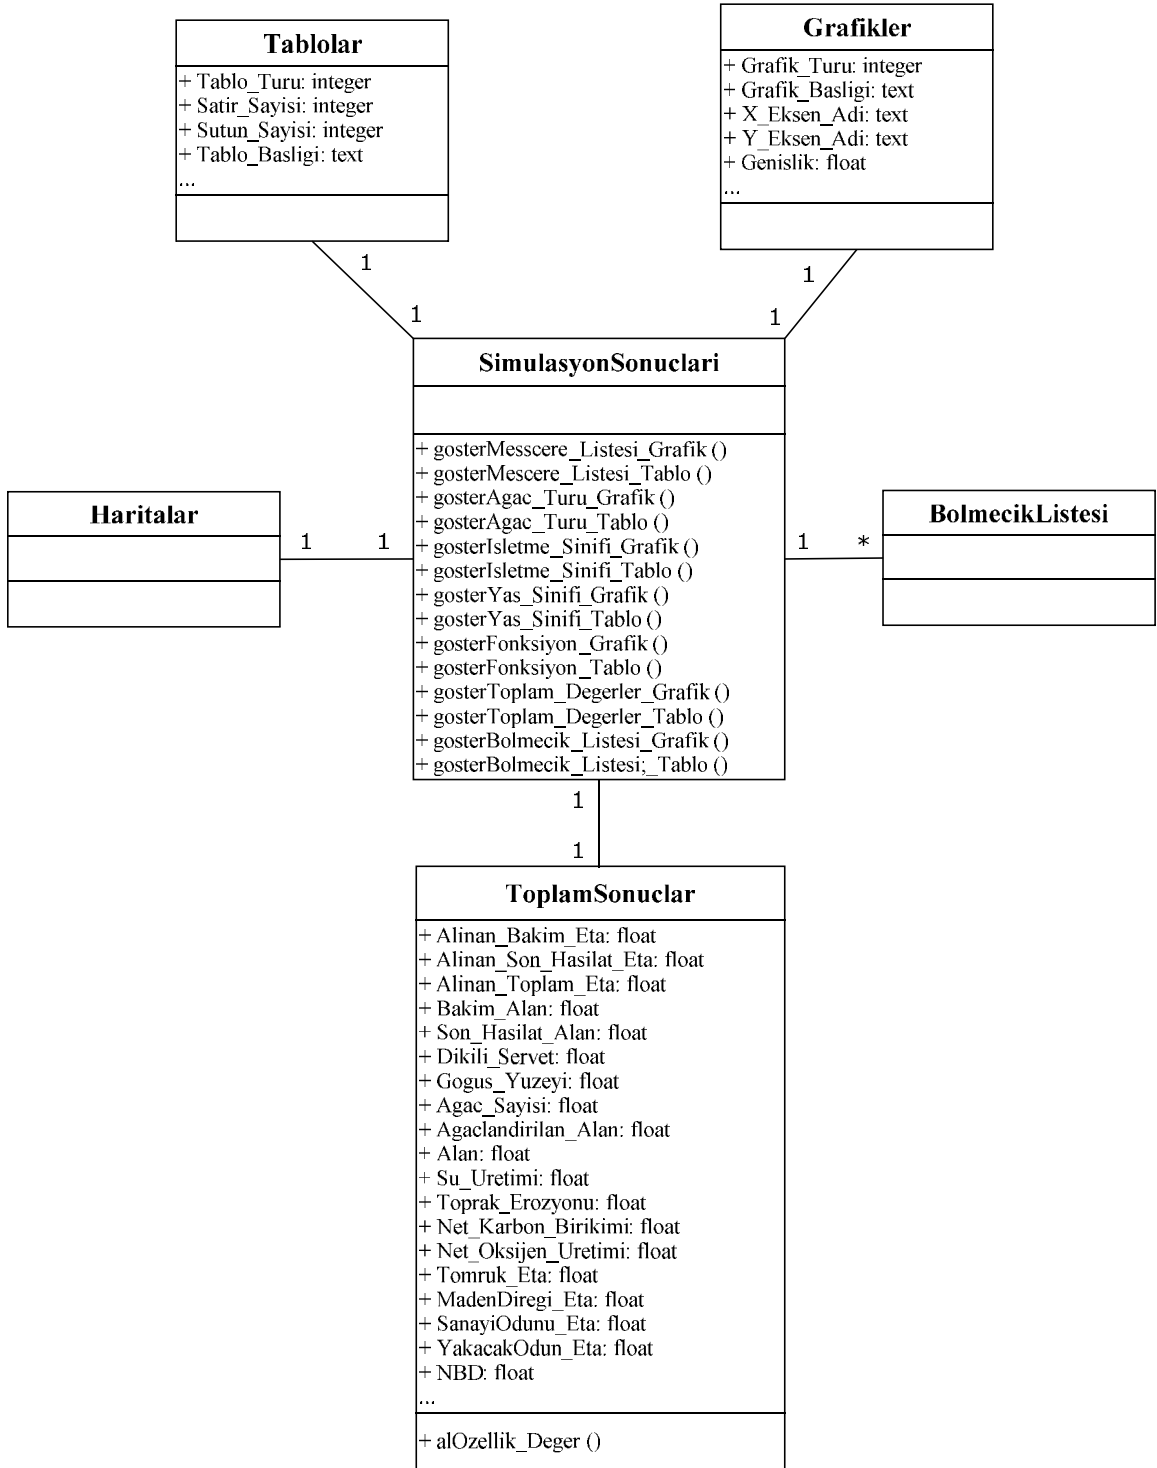 Tablolar
+ Tablo_Turu: integer
+ Satir_Sayisi: integer
+ Sutun_Sayisi: integer
+ Tablo_Basligi: text
...
Grafikler
+ Grafik_Turu: integer
+ Grafik_Basligi: text
+ X_Eksen_Adi: text
+ Y_Eksen_Adi: text
+ Genislik: float
...
1
1
1
1
SimulasyonSonuclari
+ gosterMesscere_Listesi_Grafik ()
+ gosterMescere_Listesi_Tablo ()
+ gosterAgac_Turu_Grafik ()
+ gosterAgac_Turu_Tablo ()
+ gosterIsletme_Sinifi_Grafik ()
+ gosterIsletme_Sinifi_Tablo ()
+ gosterYas_Sinifi_Grafik ()
+ gosterYas_Sinifi_Tablo ()
+ gosterFonksiyon_Grafik ()
+ gosterFonksiyon_Tablo ()
+ gosterToplam_Degerler_Grafik ()
+ gosterToplam_Degerler_Tablo ()
+ gosterBolmecik_Listesi_Grafik ()
+ gosterBolmecik_Listesi;_Tablo ()
Haritalar
1
1
1
*
BolmecikListesi
1
1
ToplamSonuclar
+ Alinan_Bakim_Eta: float
+ Alinan_Son_Hasilat_Eta: float
+ Alinan_Toplam_Eta: float
+ Bakim_Alan: float
+ Son_Hasilat_Alan: float
+ Dikili_Servet: float
+ Gogus_Yuzeyi: float
+ Agac_Sayisi: float
+ Agaclandirilan_Alan: float
+ Alan: float
+ Su_Uretimi: float
+ Toprak_Erozyonu: float
+ Net_Karbon_Birikimi: float
+ Net_Oksijen_Uretimi: float
+ Tomruk_Eta: float
+ MadenDiregi_Eta: float
+ SanayiOdunu_Eta: float
+ YakacakOdun_Eta: float
+ NBD: float
...
+ alOzellik_Deger ()